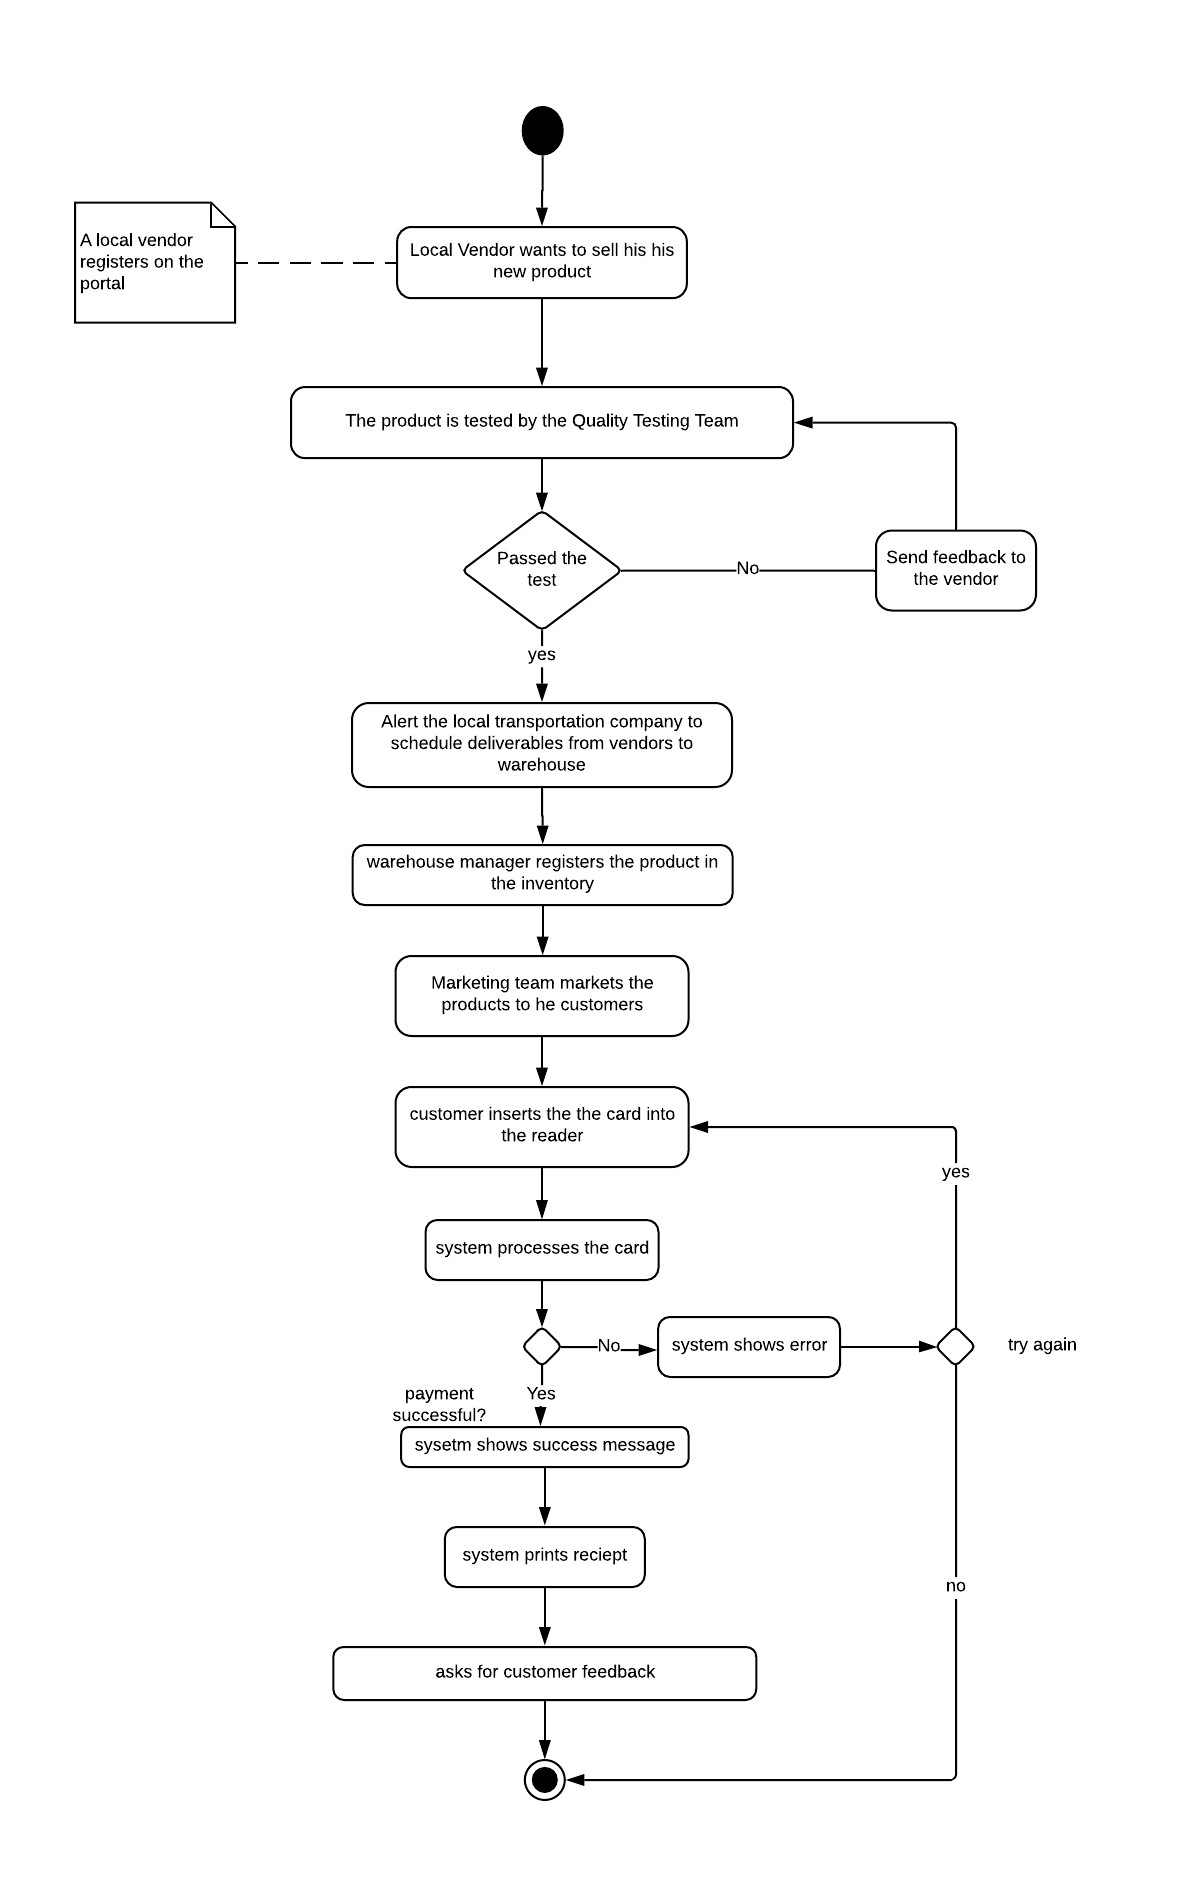 A local vendor
registers on the
portal
Local Vendor wants to sell his his
new product
The product is tested by the Quality Testing Team
Passed the
test
No
Send feedback to
the vendor
yes
Alert the local transportation company to
schedule deliverables from vendors to
warehouse
warehouse manager registers the product in
the inventory
Marketing team markets the
products to he customers
customer inserts the the card into
the reader
yes
system processes the card
No
system shows error
try again
payment
successful?
Yes
sysetm shows success message
system prints reciept
no
asks for customer feedback